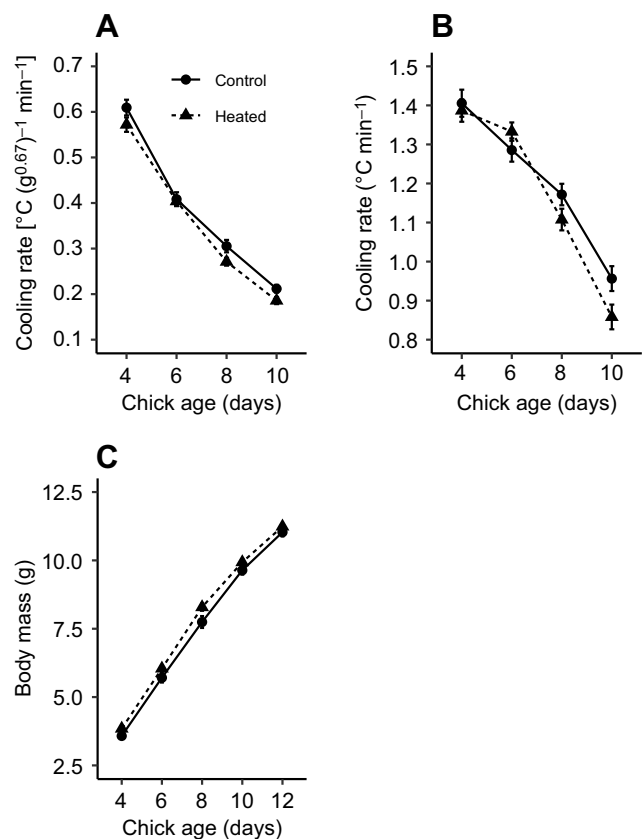 A
Cooling rate [°C (g⁰·⁶⁷)⁻¹ min⁻¹]
0.7
0.6
0.5
0.4
0.3
0.2
0.1
Control
Heated
4 6 8 10
Chick age (days)
B
Cooling rate (°C min⁻¹)
1.5
1.4
1.3
1.2
1.1
1.0
0.9
0.8
4 6 8 10
Chick age (days)
C
Body mass (g)
12.5
10.0
7.5
5.0
2.5
4 6 8 10 12
Chick age (days)